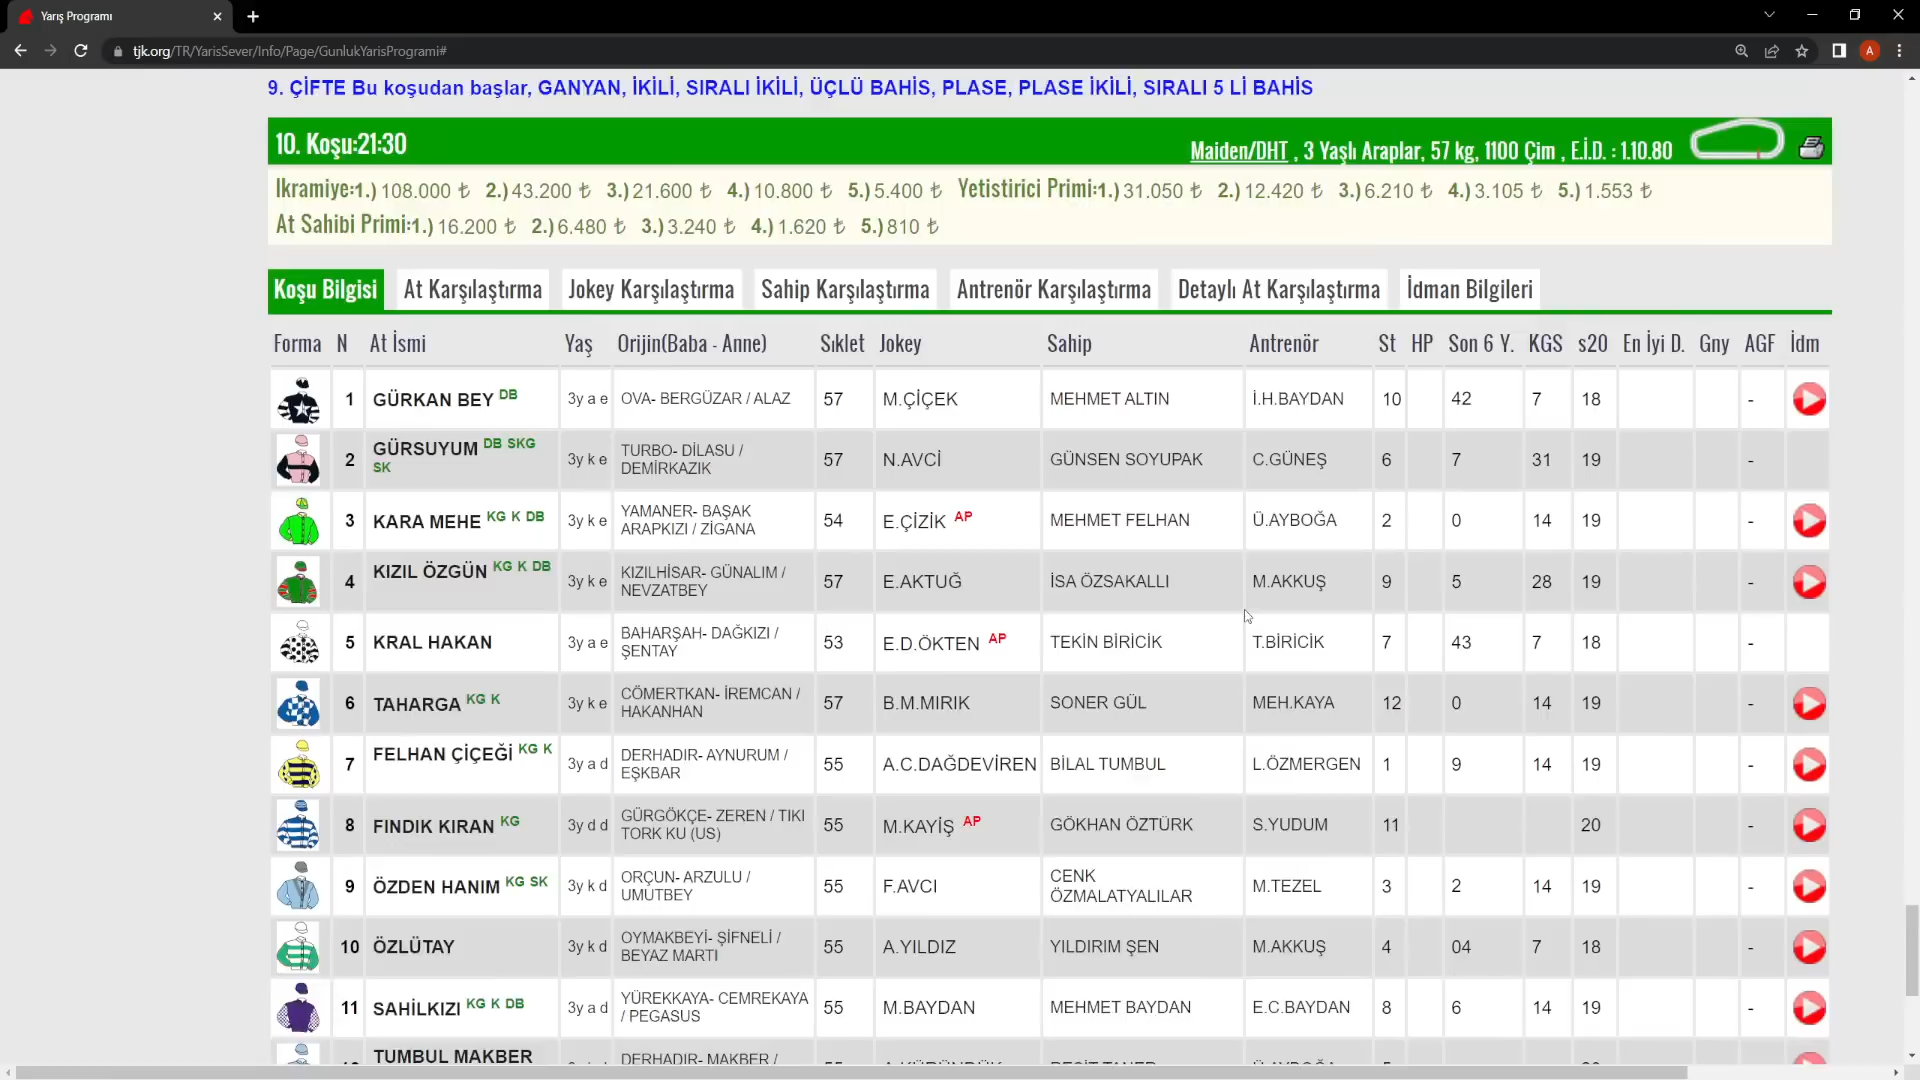 Yarış Programı
tjk.org/TR/YarisSever/Info/Page/GunlukYarisProgrami#
A
9. ÇİFTE Bu koşudan başlar, GANYAN, İKİLİ, SIRALI İKİLİ, ÜÇLÜ BAHİS, PLASE, PLASE İKİLİ, SIRALI 5 Lİ BAHİS
10. Koşu:21:30 Maiden/DHT , 3 Yaşlı Araplar, 57 kg, 1100 Çim , E.İ.D. : 1.10.80
Ikramiye:1.) 108.000 ₺ 2.) 43.200 ₺ 3.) 21.600 ₺ 4.) 10.800 ₺ 5.) 5.400 ₺ Yetistirici Primi:1.) 31.050 ₺ 2.) 12.420 ₺ 3.) 6.210 ₺ 4.) 3.105 ₺ 5.) 1.553 ₺
At Sahibi Primi:1.) 16.200 ₺ 2.) 6.480 ₺ 3.) 3.240 ₺ 4.) 1.620 ₺ 5.) 810 ₺
Koşu Bilgisi At Karşılaştırma Jokey Karşılaştırma Sahip Karşılaştırma Antrenör Karşılaştırma Detaylı At Karşılaştırma İdman Bilgileri
Forma N At İsmi Yaş Orijin(Baba - Anne) Sıklet Jokey Sahip Antrenör St HP Son 6 Y. KGS s20 En İyi D. Gny AGF İdm
1 GÜRKAN BEY DB 3y a e OVA- BERGÜZAR / ALAZ 57 M.ÇİÇEK MEHMET ALTIN İ.H.BAYDAN 10 42 7 18 -
2 GÜRSUYUM DB SKG SK 3y k e TURBO- DİLASU / DEMİRKAZIK 57 N.AVCİ GÜNSEN SOYUPAK C.GÜNEŞ 6 7 31 19 -
3 KARA MEHE KG K DB 3y k e YAMANER- BAŞAK ARAPKIZI / ZİGANA 54 E.ÇİZİK AP MEHMET FELHAN Ü.AYBOĞA 2 0 14 19 -
4 KIZIL ÖZGÜN KG K DB 3y k e KIZILHİSAR- GÜNALIM / NEVZATBEY 57 E.AKTUĞ İSA ÖZSAKALLI M.AKKUŞ 9 5 28 19 -
5 KRAL HAKAN 3y a e BAHARŞAH- DAĞKIZI / ŞENTAY 53 E.D.ÖKTEN AP TEKİN BİRİCİK T.BİRİCİK 7 43 7 18 -
6 TAHARGA KG K 3y k e CÖMERTKAN- İREMCAN / HAKANHAN 57 B.M.MIRIK SONER GÜL MEH.KAYA 12 0 14 19 -
7 FELHAN ÇİÇEĞİ KG K 3y a d DERHADIR- AYNURUM / EŞKBAR 55 A.C.DAĞDEVİREN BİLAL TUMBUL L.ÖZMERGEN 1 9 14 19 -
8 FINDIK KIRAN KG 3y d d GÜRGÖKÇE- ZEREN / TIKI TORK KU (US) 55 M.KAYİŞ AP GÖKHAN ÖZTÜRK S.YUDUM 11 20 -
9 ÖZDEN HANIM KG SK 3y k d ORÇUN- ARZULU / UMUTBEY 55 F.AVCI CENK ÖZMALATYALILAR M.TEZEL 3 2 14 19 -
10 ÖZLÜTAY 3y k d OYMAKBEYİ- ŞİFNELİ / BEYAZ MARTI 55 A.YILDIZ YILDIRIM ŞEN M.AKKUŞ 4 04 7 18 -
11 SAHİLKIZI KG K DB 3y a d YÜREKKAYA- CEMREKAYA / PEGASUS 55 M.BAYDAN MEHMET BAYDAN E.C.BAYDAN 8 6 14 19 -
TUMBUL MAKBER DERHADIR- MAKBER /